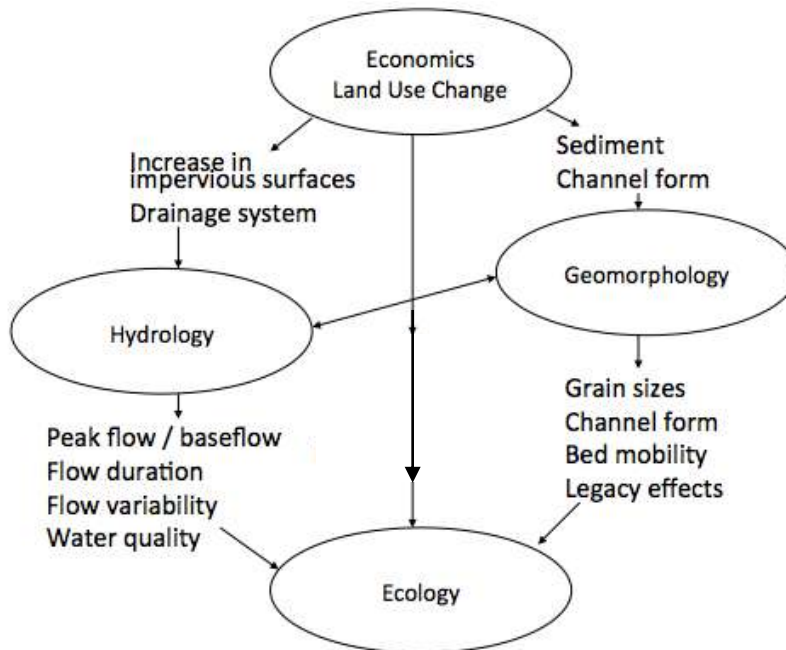 Economics
Land Use Change
Increase in
impervious surfaces
Drainage system
Sediment
Channel form
Hydrology
Geomorphology
Peak flow / baseflow
Flow duration
Flow variability
Water quality
Grain sizes
Channel form
Bed mobility
Legacy effects
Ecology